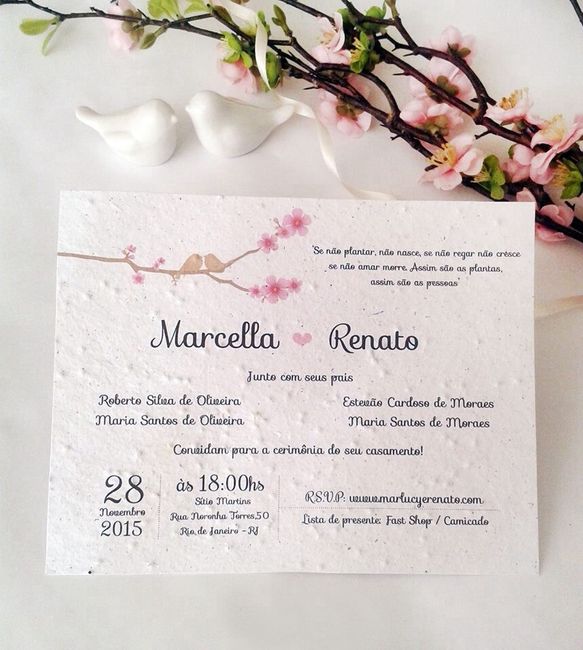 'Se não plantar, não nasce, se não regar não cresce
se não amar morre. Assim são as plantas,
assim são as pessoas'
Marcella Renato
Junto com seus pais
Roberto Silva de Oliveira
Maria Santos de Oliveira
Estevão Cardoso de Moraes
Maria Santos de Moraes
Convidam para a cerimônia do seu casamento!
28
Novembro
2015
às 18:00hs
Sítio Martins
Rua Noronha Torres,50
Rio de Janeiro - RJ
R.S.V.P: www.marlucyerenato.com
Lista de presente: Fast Shop / Camicado